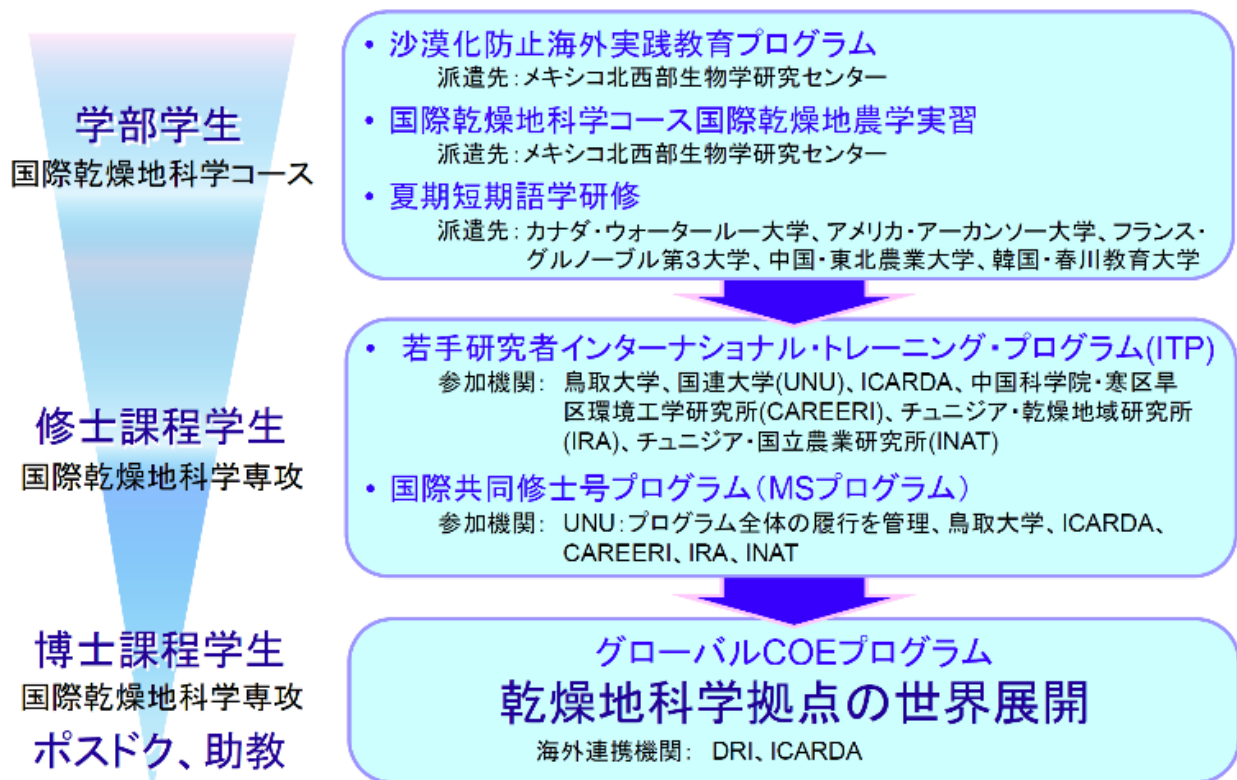 学部学生
国際乾燥地科学コース
・沙漠化防止海外実践教育プログラム
派遣先:メキシコ北西部生物学研究センター
・国際乾燥地科学コース国際乾燥地農学実習
派遣先:メキシコ北西部生物学研究センター
・夏期短期語学研修
派遣先:カナダ・ウォータールー大学、アメリカ・アーカンソー大学、フランス・
グルノーブル第3大学、中国・東北農業大学、韓国・春川教育大学
修士課程学生
国際乾燥地科学専攻
・若手研究者インターナショナル・トレーニング・プログラム(ITP)
参加機関: 鳥取大学、国連大学(UNU)、ICARDA、中国科学院・寒区旱
区環境工学研究所(CAREERI)、チュニジア・乾燥地域研究所
(IRA)、チュニジア・国立農業研究所(INAT)
・国際共同修士号プログラム(MSプログラム)
参加機関: UNU:プログラム全体の履行を管理、鳥取大学、ICARDA、
CAREERI、IRA、INAT
博士課程学生
国際乾燥地科学専攻
ポスドク、助教
グローバルCOEプログラム
乾燥地科学拠点の世界展開
海外連携機関: DRI、ICARDA